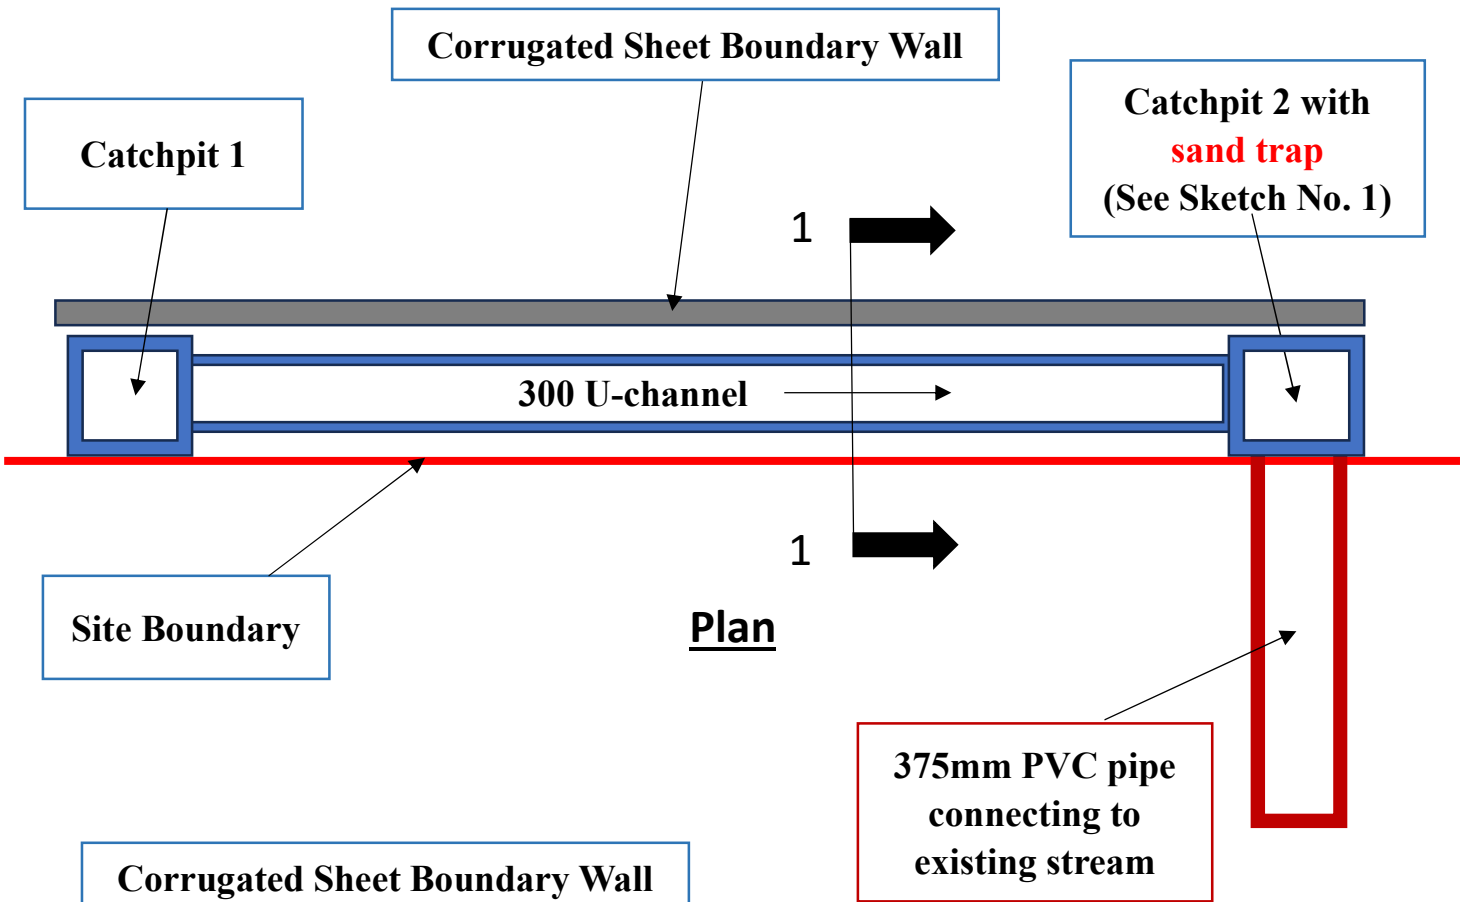 Corrugated Sheet Boundary Wall
Catchpit 1
Catchpit 2 with
sand trap
(See Sketch No. 1)
1
300 U-channel
1
Site Boundary
Plan
375mm PVC pipe
connecting to
existing stream
Corrugated Sheet Boundary Wall